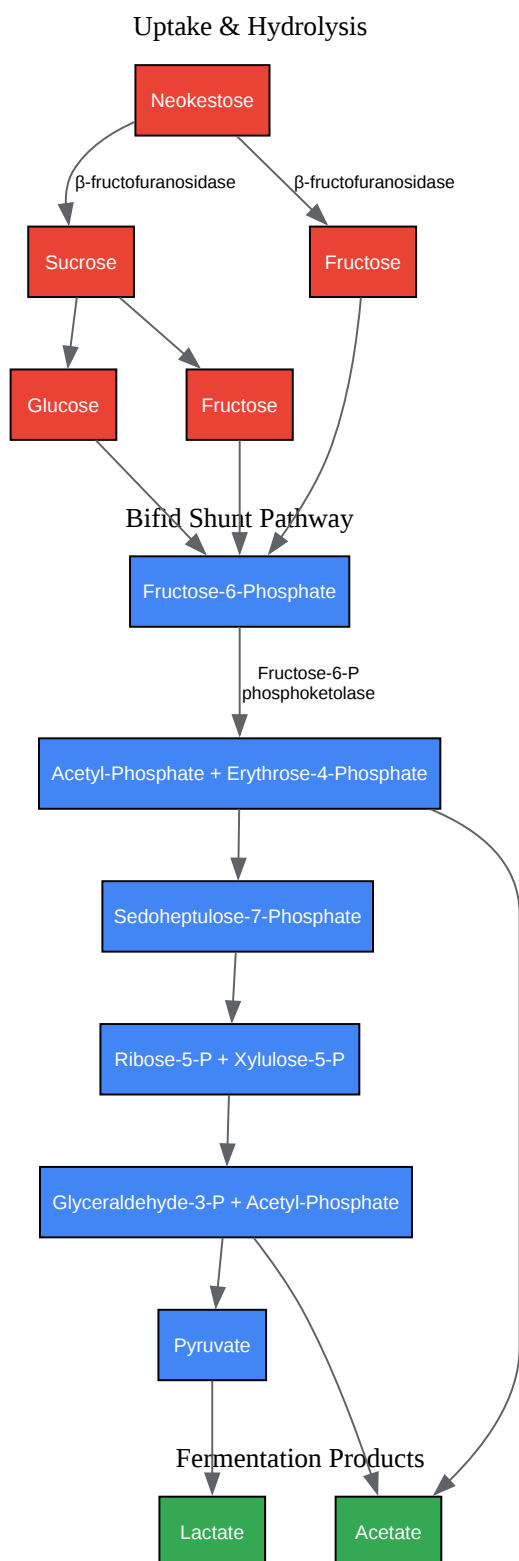 Uptake & Hydrolysis
Neokestose
β-fructofuranosidase
β-fructofuranosidase
Sucrose
Fructose
Glucose
Fructose
Bifid Shunt Pathway
Fructose-6-Phosphate
Fructose-6-P
phosphoketolase
Acetyl-Phosphate + Erythrose-4-Phosphate
Sedoheptulose-7-Phosphate
Ribose-5-P + Xylulose-5-P
Glyceraldehyde-3-P + Acetyl-Phosphate
Pyruvate
Fermentation Products
Lactate
Acetate